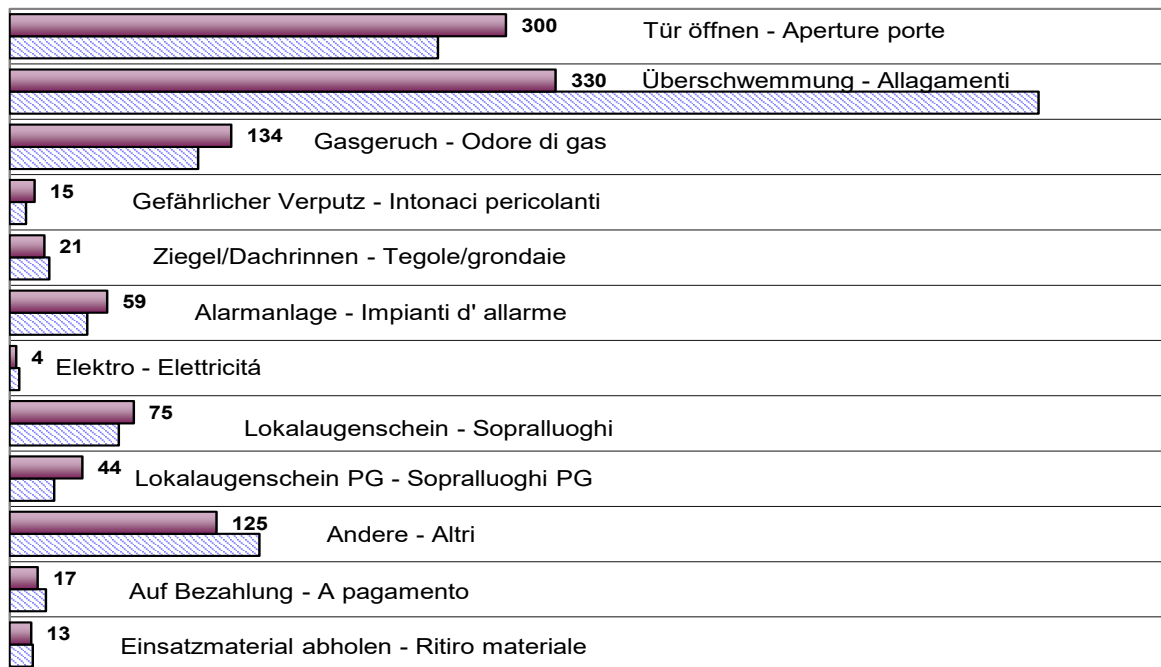 300 Tür öffnen - Aperture porte
330 Überschwemmung - Allagamenti
134 Gasgeruch - Odore di gas
15 Gefährlicher Verputz - Intonaci pericolanti
21 Ziegel/Dachrinnen - Tegole/grondaie
59 Alarmanlage - Impianti d' allarme
4 Elektro - Elettricitá
75 Lokalaugenschein - Sopralluoghi
44 Lokalaugenschein PG - Sopralluoghi PG
125 Andere - Altri
17 Auf Bezahlung - A pagamento
13 Einsatzmaterial abholen - Ritiro materiale